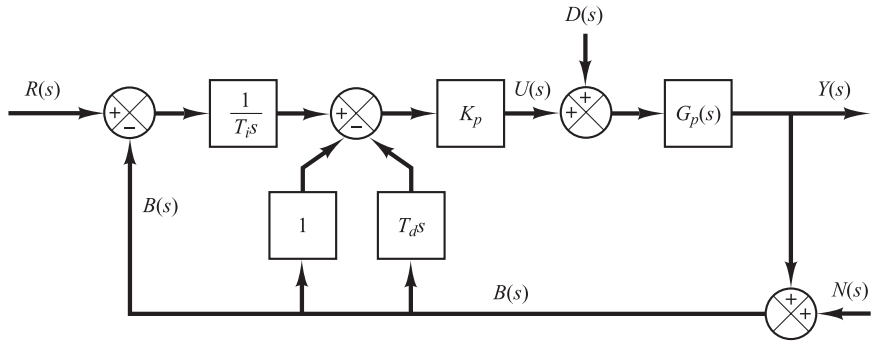 D(s)
R(s)
U(s)
Y(s)
+
−
1
T_i s
+
−
K_p
+
+
G_p(s)
B(s)
1
T_d s
B(s)
N(s)
+
+